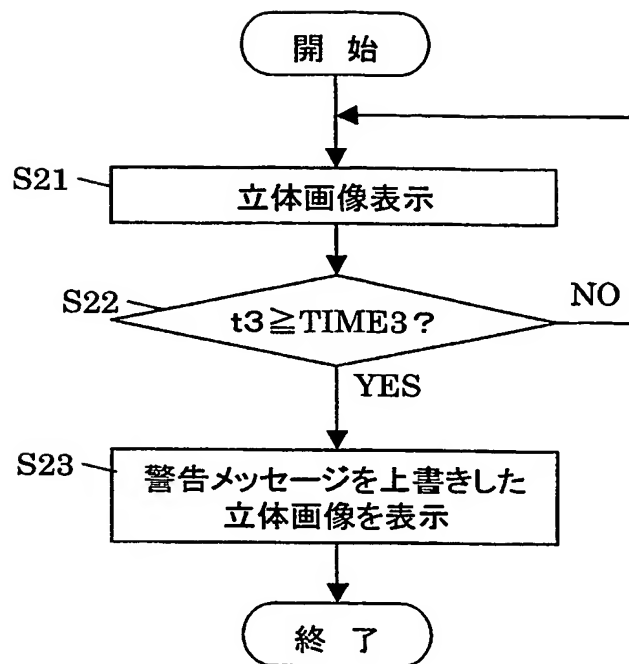 開 始
S21
立体画像表示
S22
t3≧TIME3?
NO
YES
S23
警告メッセージを上書きした
立体画像を表示
終 了